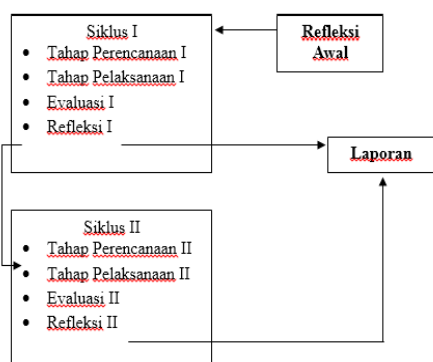 Siklus I
• Tahap Perencanaan I
• Tahap Pelaksanaan I
• Evaluasi I
• Refleksi I
Refleksi
Awal
Laporan
Siklus II
• Tahap Perencanaan II
• Tahap Pelaksanaan II
• Evaluasi II
• Refleksi II